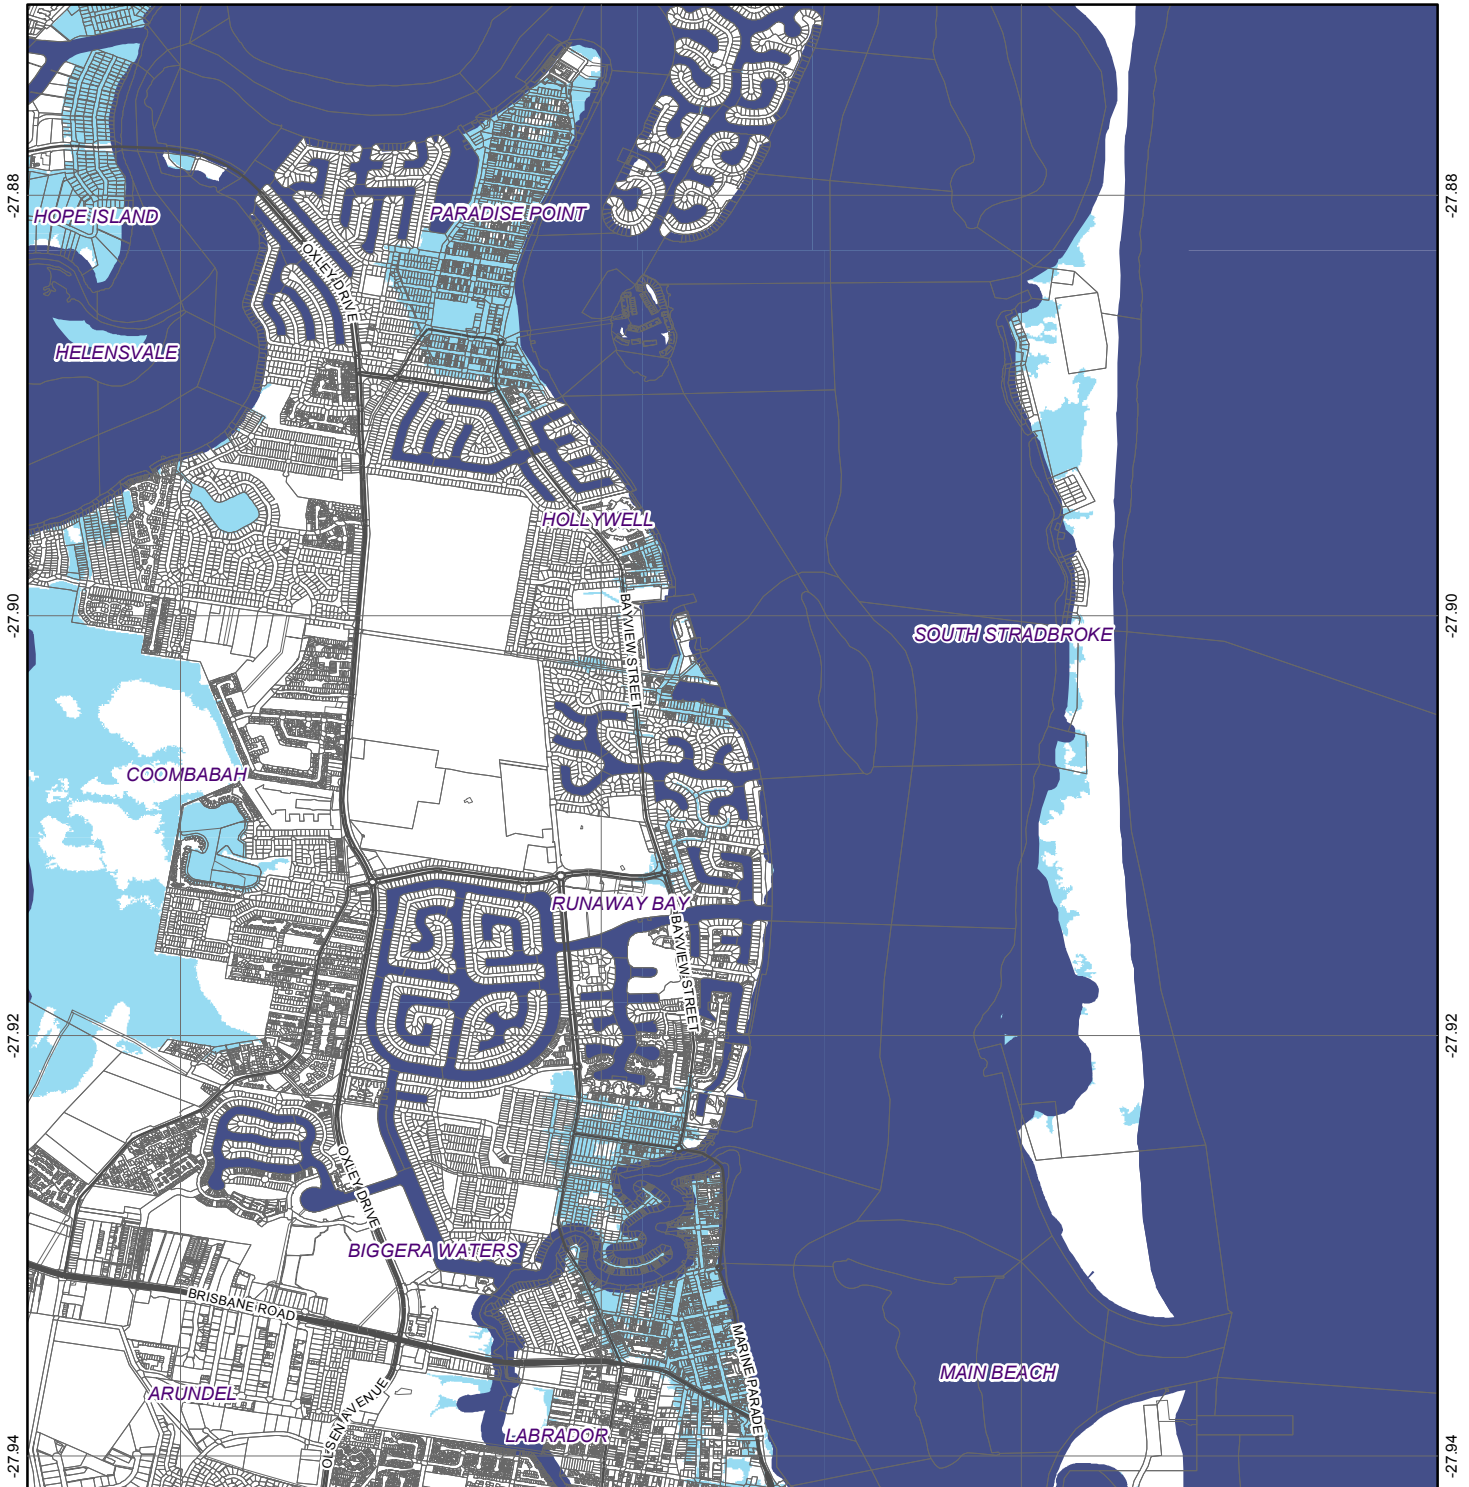 -27.88
-27.88
HOPE ISLAND
PARADISE POINT
OXLEY DRIVE
HELENSVALE
HOLLYWELL
-27.90
-27.90
BAYVIEW STREET
SOUTH STRADBROKE
COOMBABAH
RUNAWAY BAY
BAYVIEW STREET
-27.92
-27.92
OXLEY DRIVE
BIGGERA WATERS
BRISBANE ROAD
MARINE PARADE
MAIN BEACH
ARUNDEL
OLSEN AVENUE
LABRADOR
-27.94
-27.94